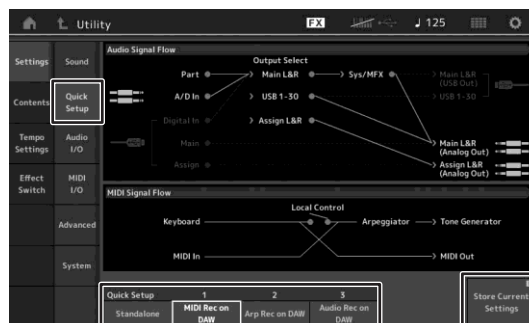 Utility
FX
♩ 125
Settings
Sound
Contents
Quick Setup
Tempo Settings
Audio I/O
Effect Switch
MIDI I/O
Advanced
System
Audio Signal Flow
Output Select
Part
Main L&R
Sys/MFX
Main L&R (USB Out)
A/D In
USB 1-30
USB 1-30
Digital In
Assign L&R
Main
Main L&R (Analog Out)
Assign
Assign L&R (Analog Out)
MIDI Signal Flow
Local Control
Keyboard
Arpeggiator
Tone Generator
MIDI In
MIDI Out
Quick Setup
1
2
3
Standalone
MIDI Rec on DAW
Arp Rec on DAW
Audio Rec on DAW
Store Current Settings